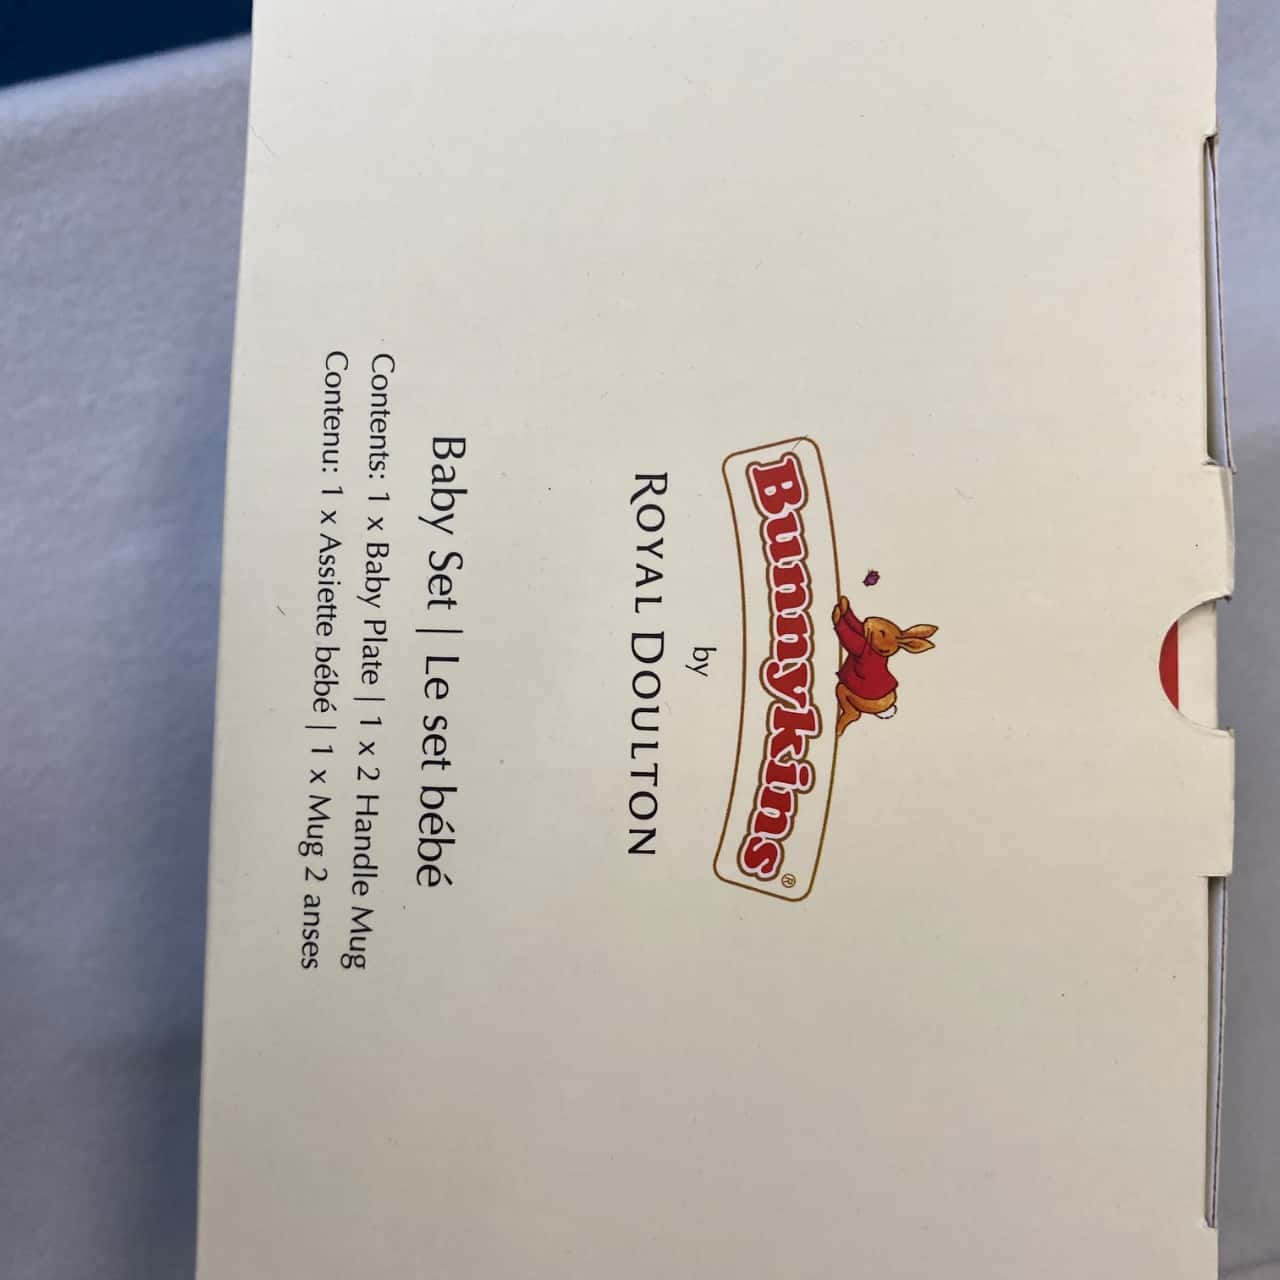 Bunnykins®
by
ROYAL DOULTON
Baby Set | Le set bébé
Contents: 1 x Baby Plate | 1 x 2 Handle Mug
Contenu: 1 x Assiette bébé | 1 x Mug 2 anses